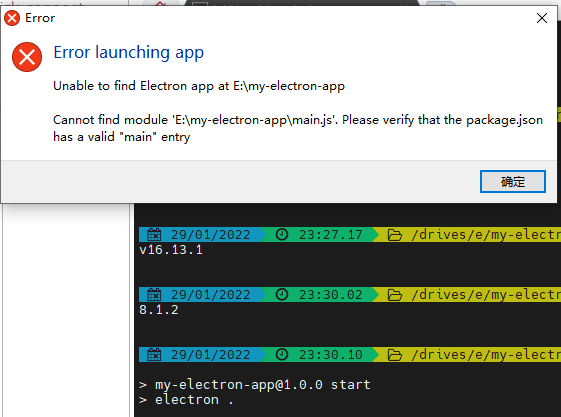 Error
Error launching app
Unable to find Electron app at E:\my-electron-app
Cannot find module 'E:\my-electron-app\main.js'. Please verify that the package.json
has a valid "main" entry
确定
29/01/2022 23:27.17 /drives/e/my-electr
v16.13.1
29/01/2022 23:30.02 /drives/e/my-electr
8.1.2
29/01/2022 23:30.10 /drives/e/my-electr
> my-electron-app@1.0.0 start
> electron .